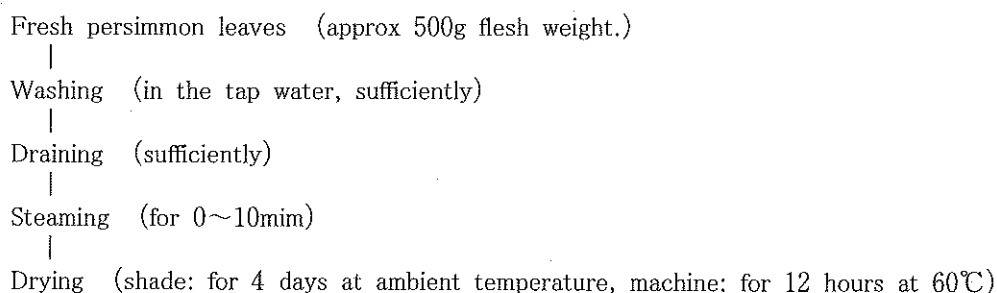 Fresh persimmon leaves （approx 500g flesh weight.）
Washing （in the tap water, sufficiently）
Draining （sufficiently）
Steaming （for 0～10mim）
Drying （shade: for 4 days at ambient temperature, machine: for 12 hours at 60℃）